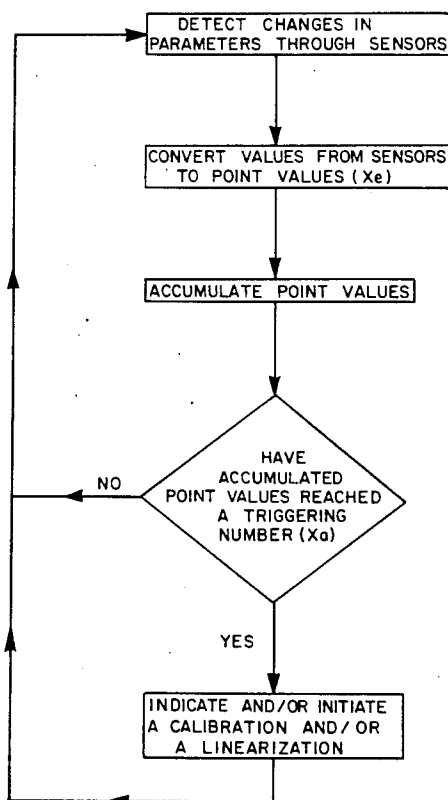 DETECT CHANGES IN
PARAMETERS THROUGH SENSORS
CONVERT VALUES FROM SENSORS
TO POINT VALUES (Xe)
ACCUMULATE POINT VALUES
HAVE
ACCUMULATED
POINT VALUES REACHED
A TRIGGERING
NUMBER (Xa)
NO
YES
INDICATE AND/OR INITIATE
A CALIBRATION AND/OR
A LINEARIZATION